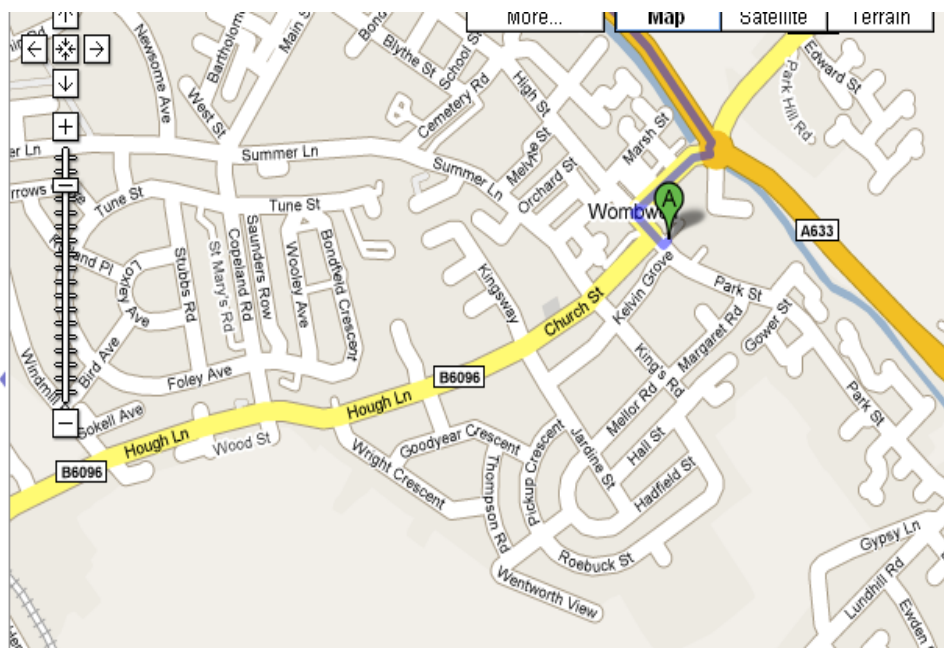 More...
Map
Satellite
Terrain
Newsome Ave
Main St
West St
Blythe St
School St
Cemetery Rd
High St
Marsh St
Edward St
Park Hill Rd
Summer Ln
Summer Ln
Melville St
Orchard St
Tune St
Tune St
Wombwell
A
A633
Loxley Ave
Stubbs Rd
St Mary's Rd
Copeland Rd
Saunders Row
Wooley Ave
Bondfield Crescent
Kingsway
Church St
Kelvin Grove
Park St
Margaret Rd
Gower St
King's Rd
Bird Ave
Foley Ave
B6096
Hough Ln
Mellor Rd
Park St
Hough Ln
Wood St
Goodyear Crescent
Wright Crescent
Thompson Rd
Pickup Crescent
Jardine St
Hall St
Hadfield St
B6096
Roebuck St
Wentworth View
Gypsy Ln
Lundhill Rd